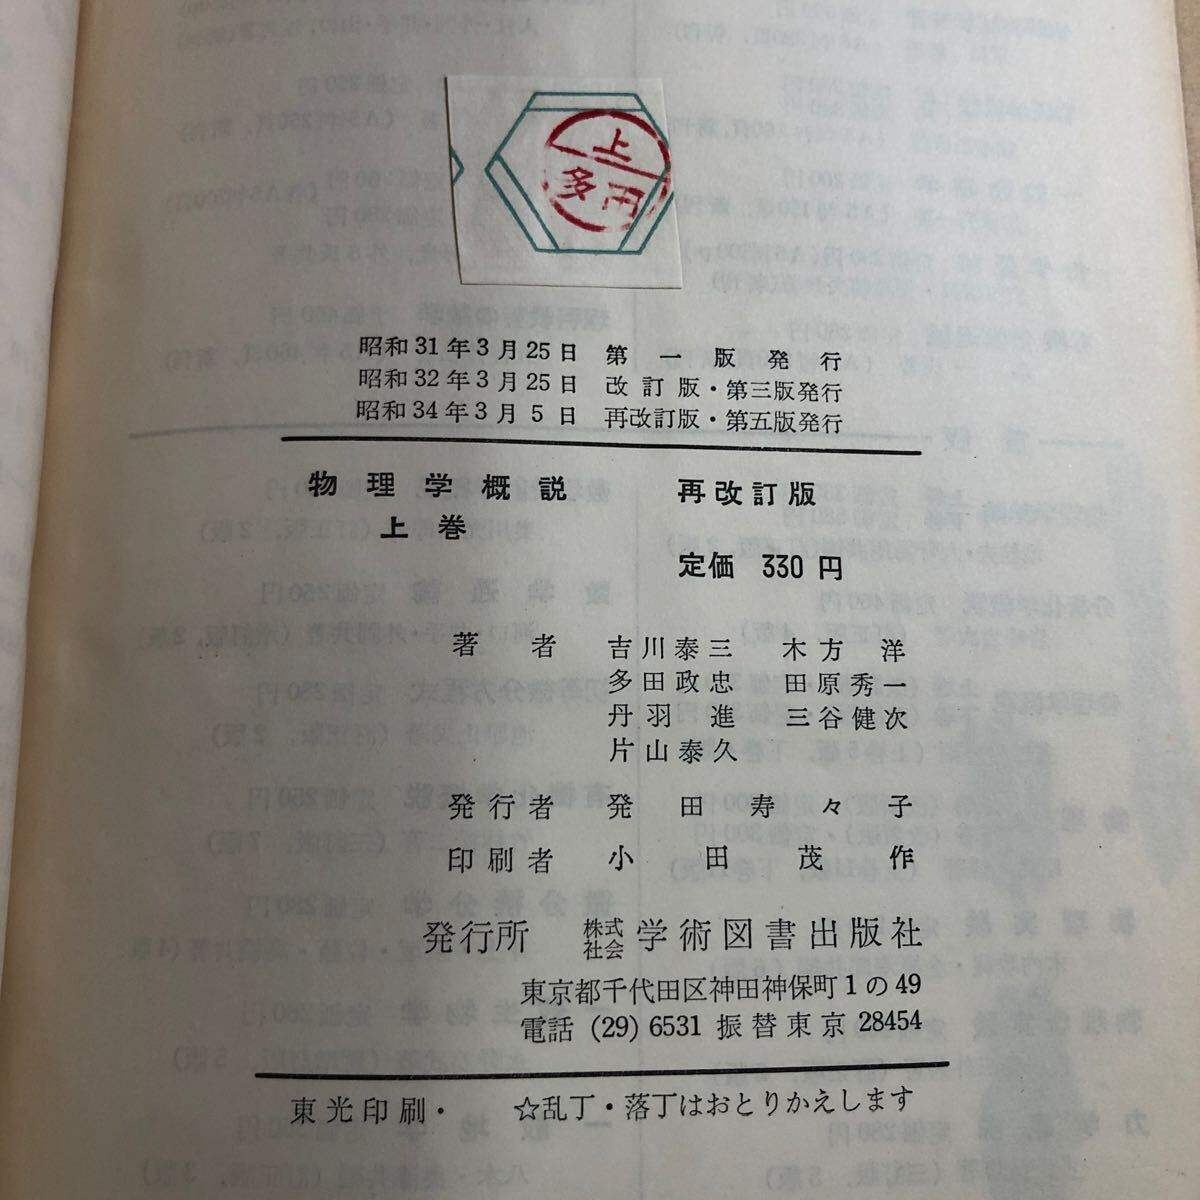 上
多
昭和31年3月25日 第一版発行
昭和32年3月25日 改訂版・第三版発行
昭和34年3月5日 再改訂版・第五版発行
物理学概説 再改訂版
上巻
定価 330円
著者 吉川泰三 木方洋
多田政忠 田原秀一
丹羽進 三谷健次
片山泰久
発行者 発田寿々子
印刷者 小田茂作
発行所 株式会社 学術図書出版社
東京都千代田区神田神保町1の49
電話 (29) 6531 振替東京 28454
東光印刷・ ☆乱丁・落丁はおとりかえします